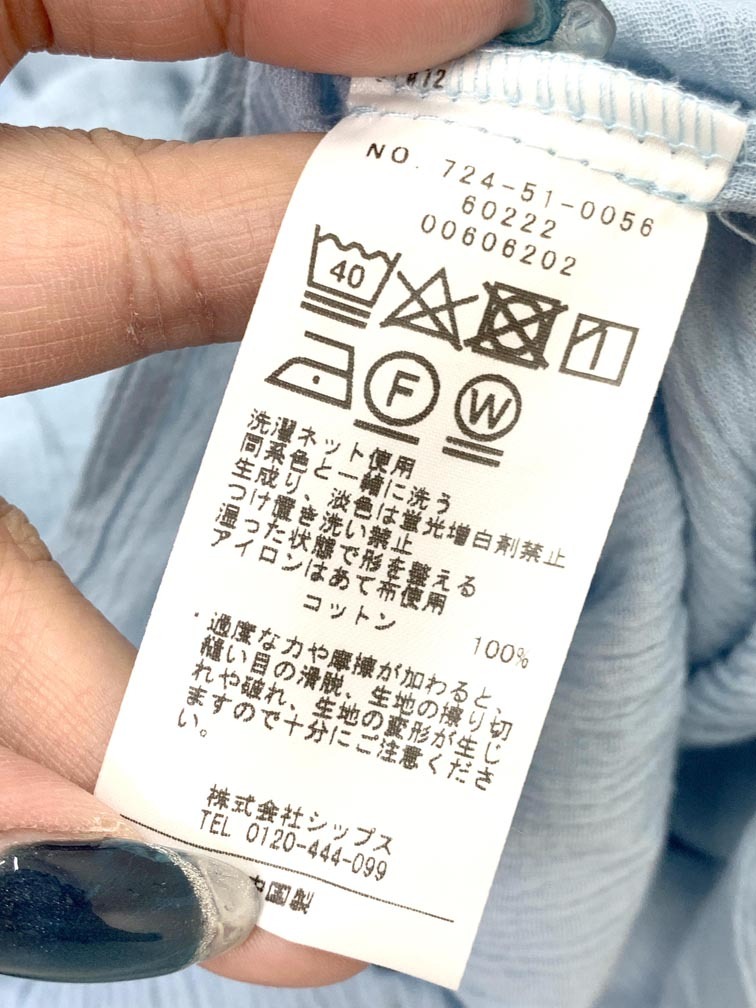 #12
NO. 724-51-0056
60222
00606202
40
F W
洗濯ネット使用
同系色と一緒に洗う
生成り、淡色は蛍光増白剤禁止
つけ置き洗い禁止
湿った状態で形を整える
アイロンはあて布使用
コットン 100%
・過度な力や摩擦が加わると、
縫い目の滑脱、生地の擦り切
れや破れ、生地の変形が生じ
ますので十分にご注意くださ
い。
株式会社シップス
TEL 0120-444-099
中国製